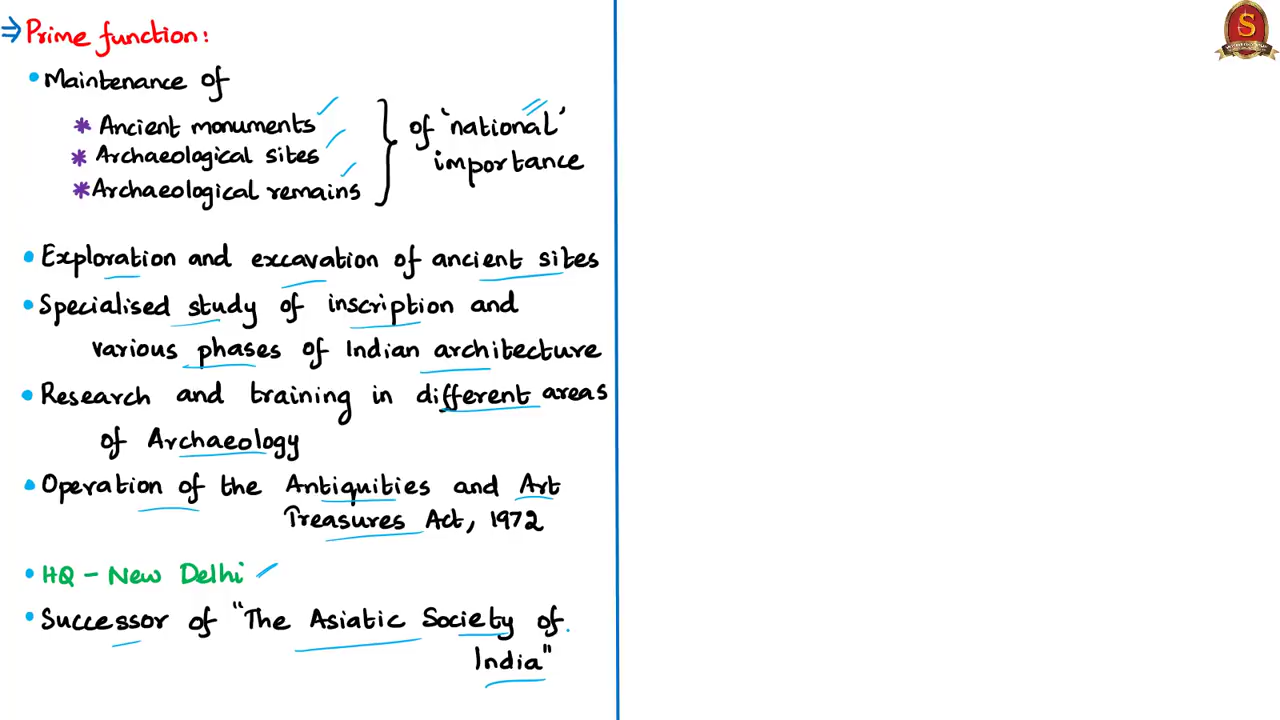 ⇒ Prime function:
• Maintenance of
* Ancient monuments
* Archaeological sites
* Archaeological remains
} of 'national'
importance
• Exploration and excavation of ancient sites
• Specialised study of inscription and
various phases of Indian architecture
• Research and training in different areas
of Archaeology
• Operation of the Antiquities and Art
Treasures Act, 1972
• HQ - New Delhi
• Successor of "The Asiatic Society of
India"
S